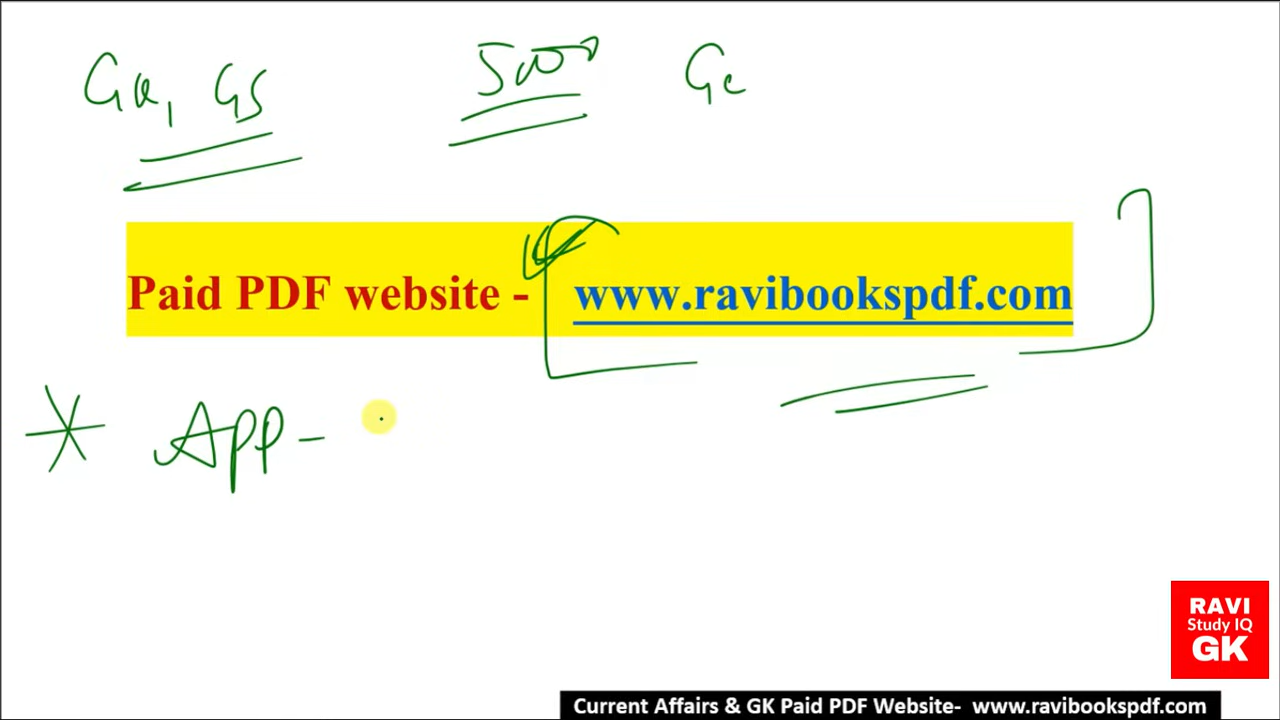 GK, GS 5000 GC
Paid PDF website - www.ravibookspdf.com
* App -
RAVI
Study IQ
GK
Current Affairs & GK Paid PDF Website- www.ravibookspdf.com